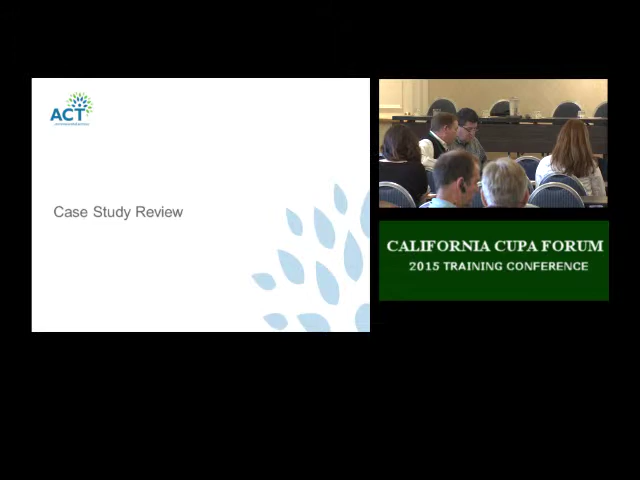 ACT
Case Study Review
CALIFORNIA CUPA FORUM
2015 TRAINING CONFERENCE